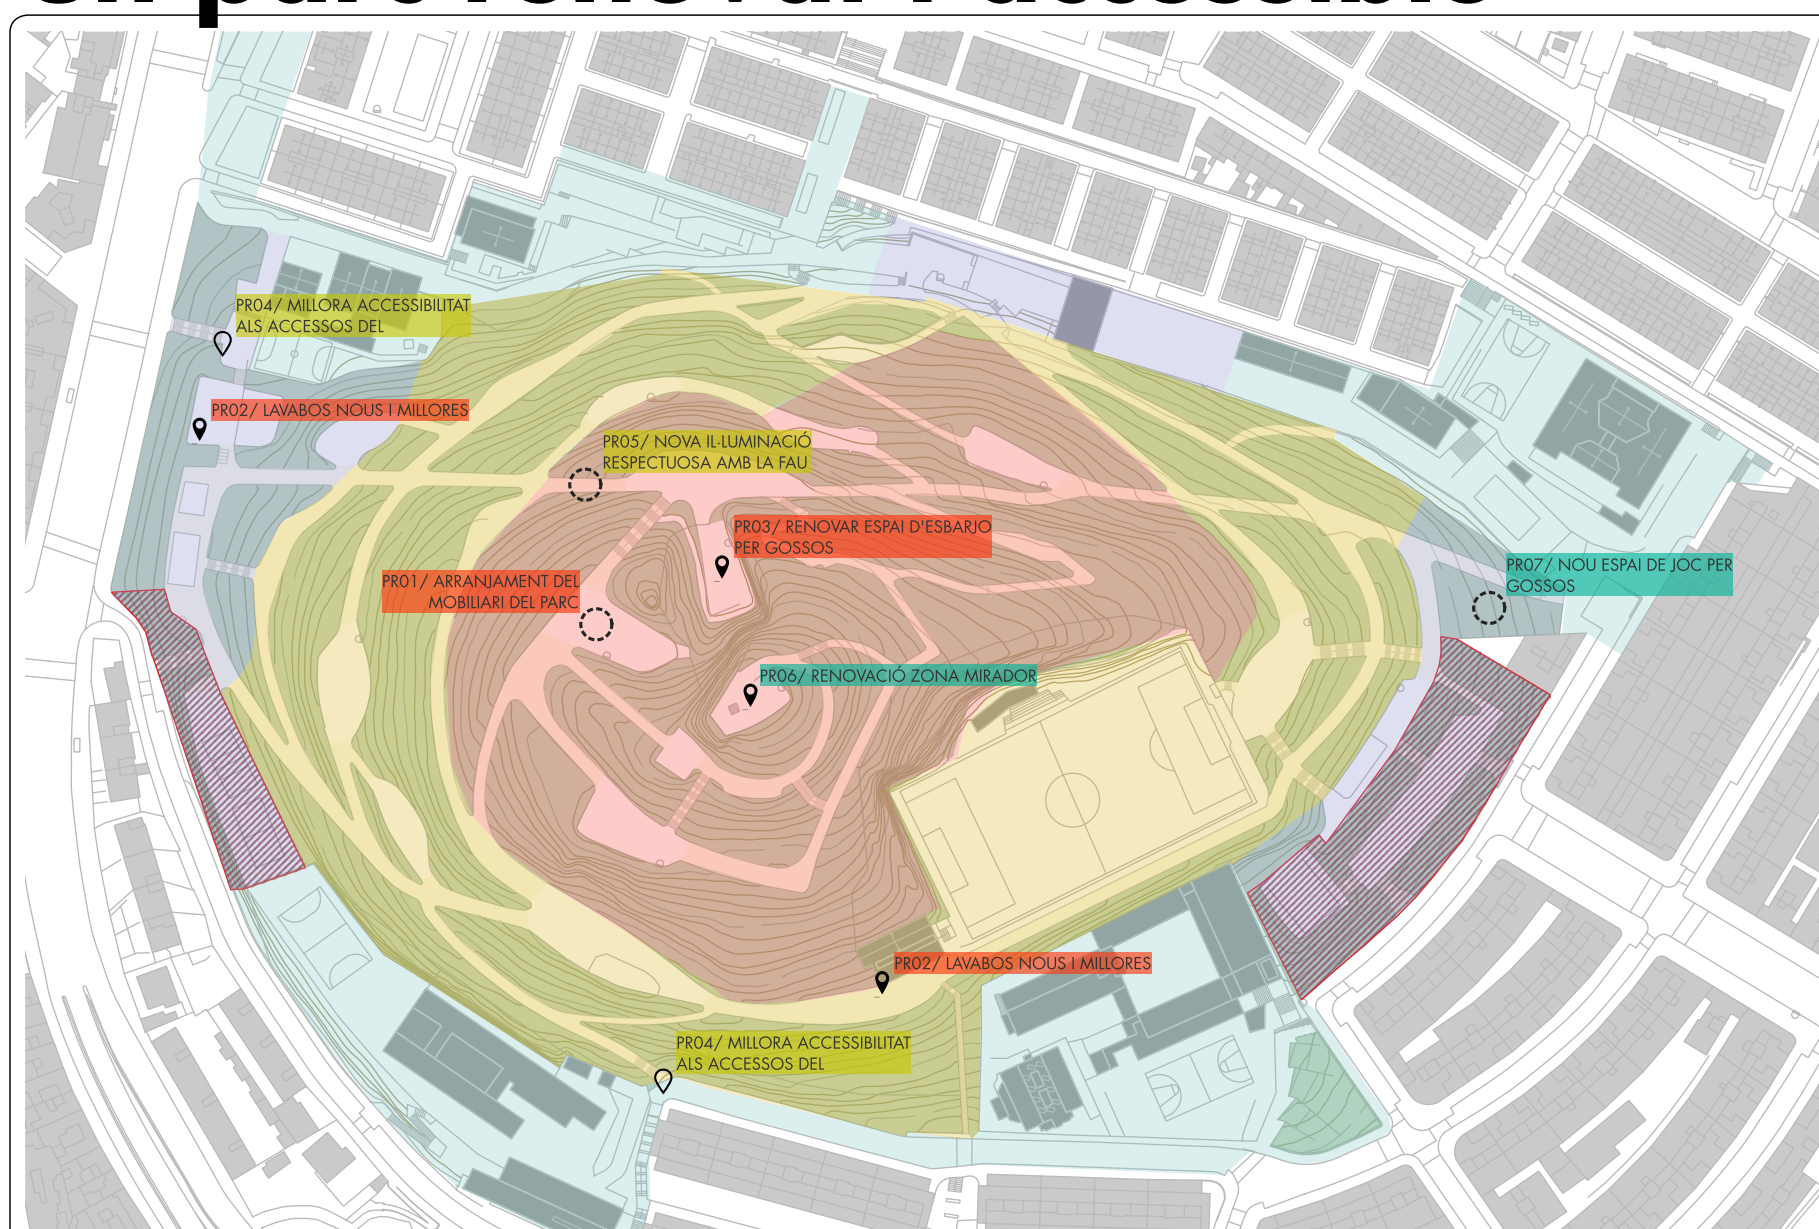 PR04/ MILLORA ACCESSIBILITAT
ALS ACCESSOS DEL
PR02/ LAVABOS NOUS I MILLORES
PR05/ NOVA IL·LUMINACIÓ
RESPECTUOSA AMB LA FAU
PR03/ RENOVAR ESPAI D'ESBARJO
PER GOSSOS
PR01/ ARRANJAMENT DEL
MOBILIARI DEL PARC
PR07/ NOU ESPAI DE JOC PER
GOSSOS
PR06/ RENOVACIÓ ZONA MIRADOR
PR02/ LAVABOS NOUS I MILLORES
PR04/ MILLORA ACCESSIBILITAT
ALS ACCESSOS DEL